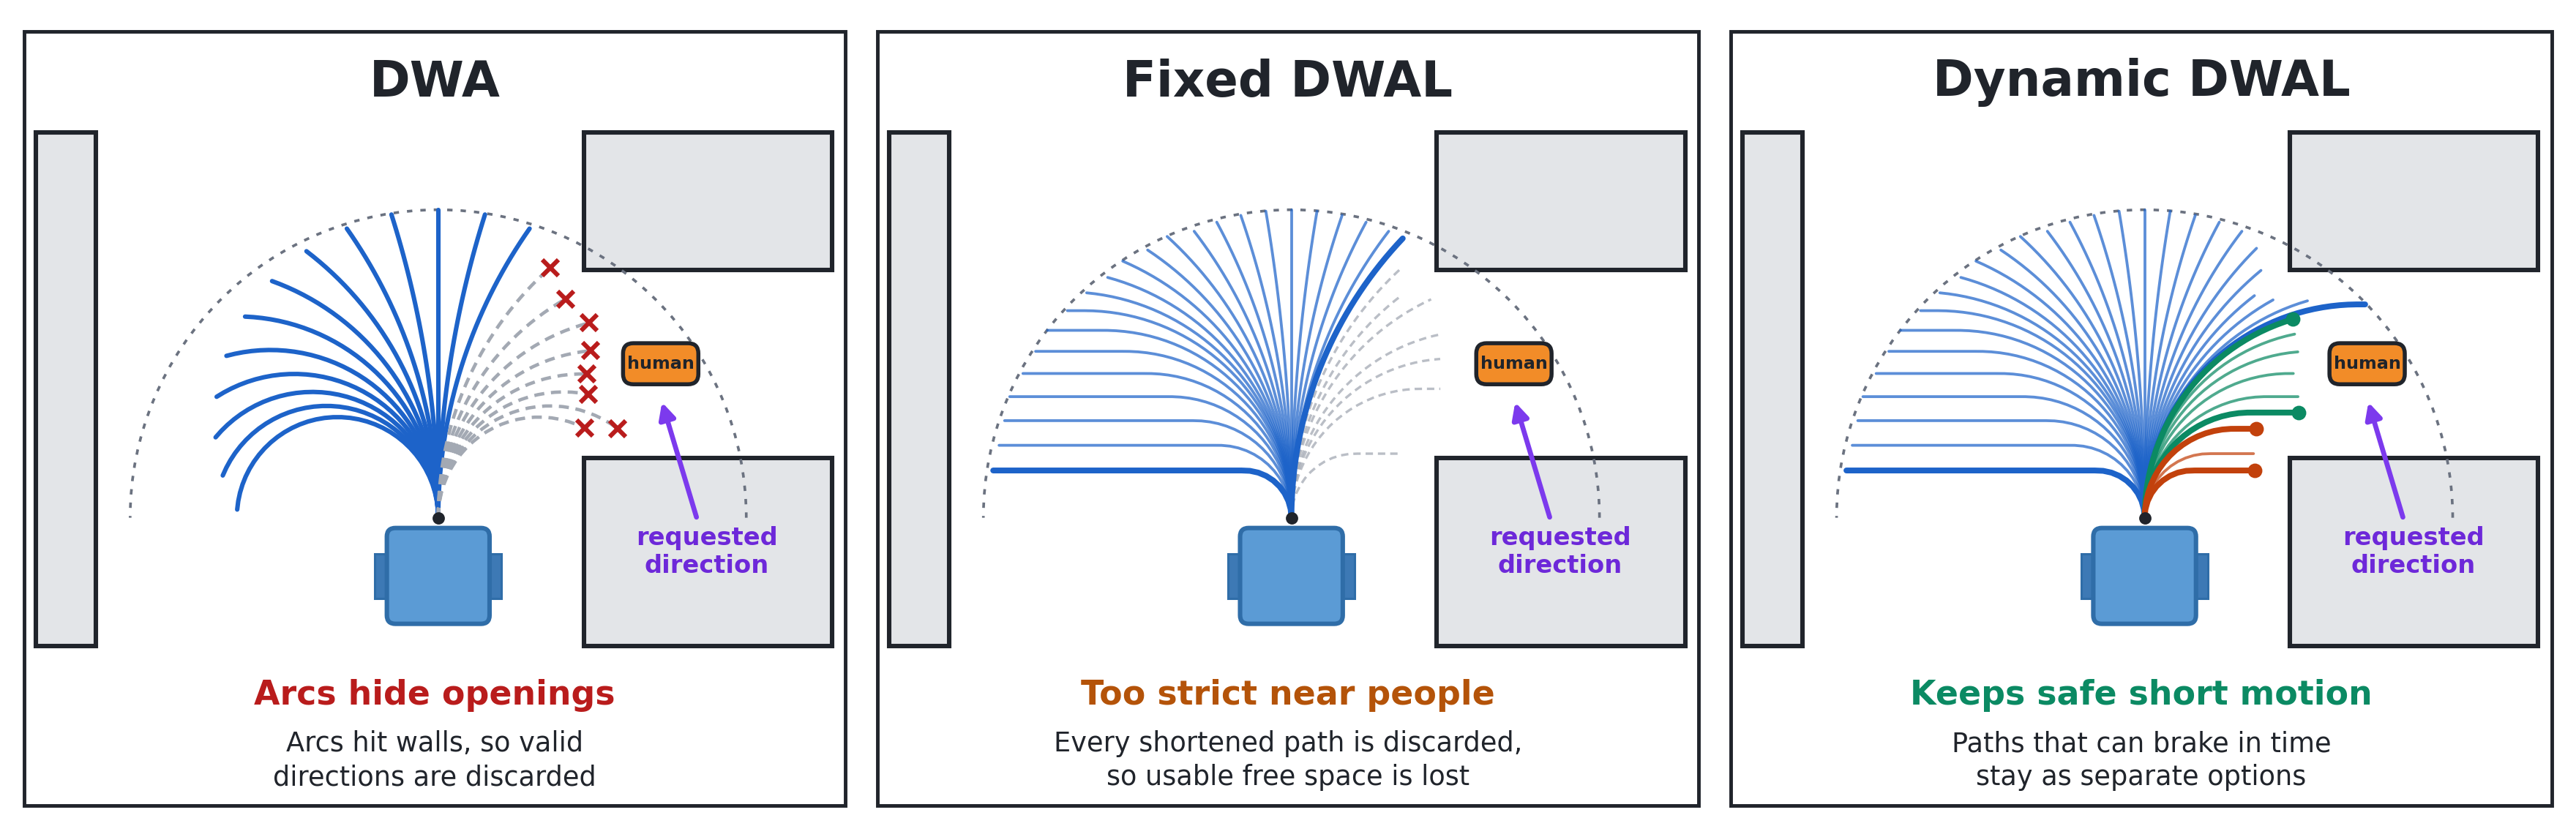 DWA
human
requested
direction
Arcs hide openings
Arcs hit walls, so valid
directions are discarded
Fixed DWAL
human
requested
direction
Too strict near people
Every shortened path is discarded,
so usable free space is lost
Dynamic DWAL
human
requested
direction
Keeps safe short motion
Paths that can brake in time
stay as separate options